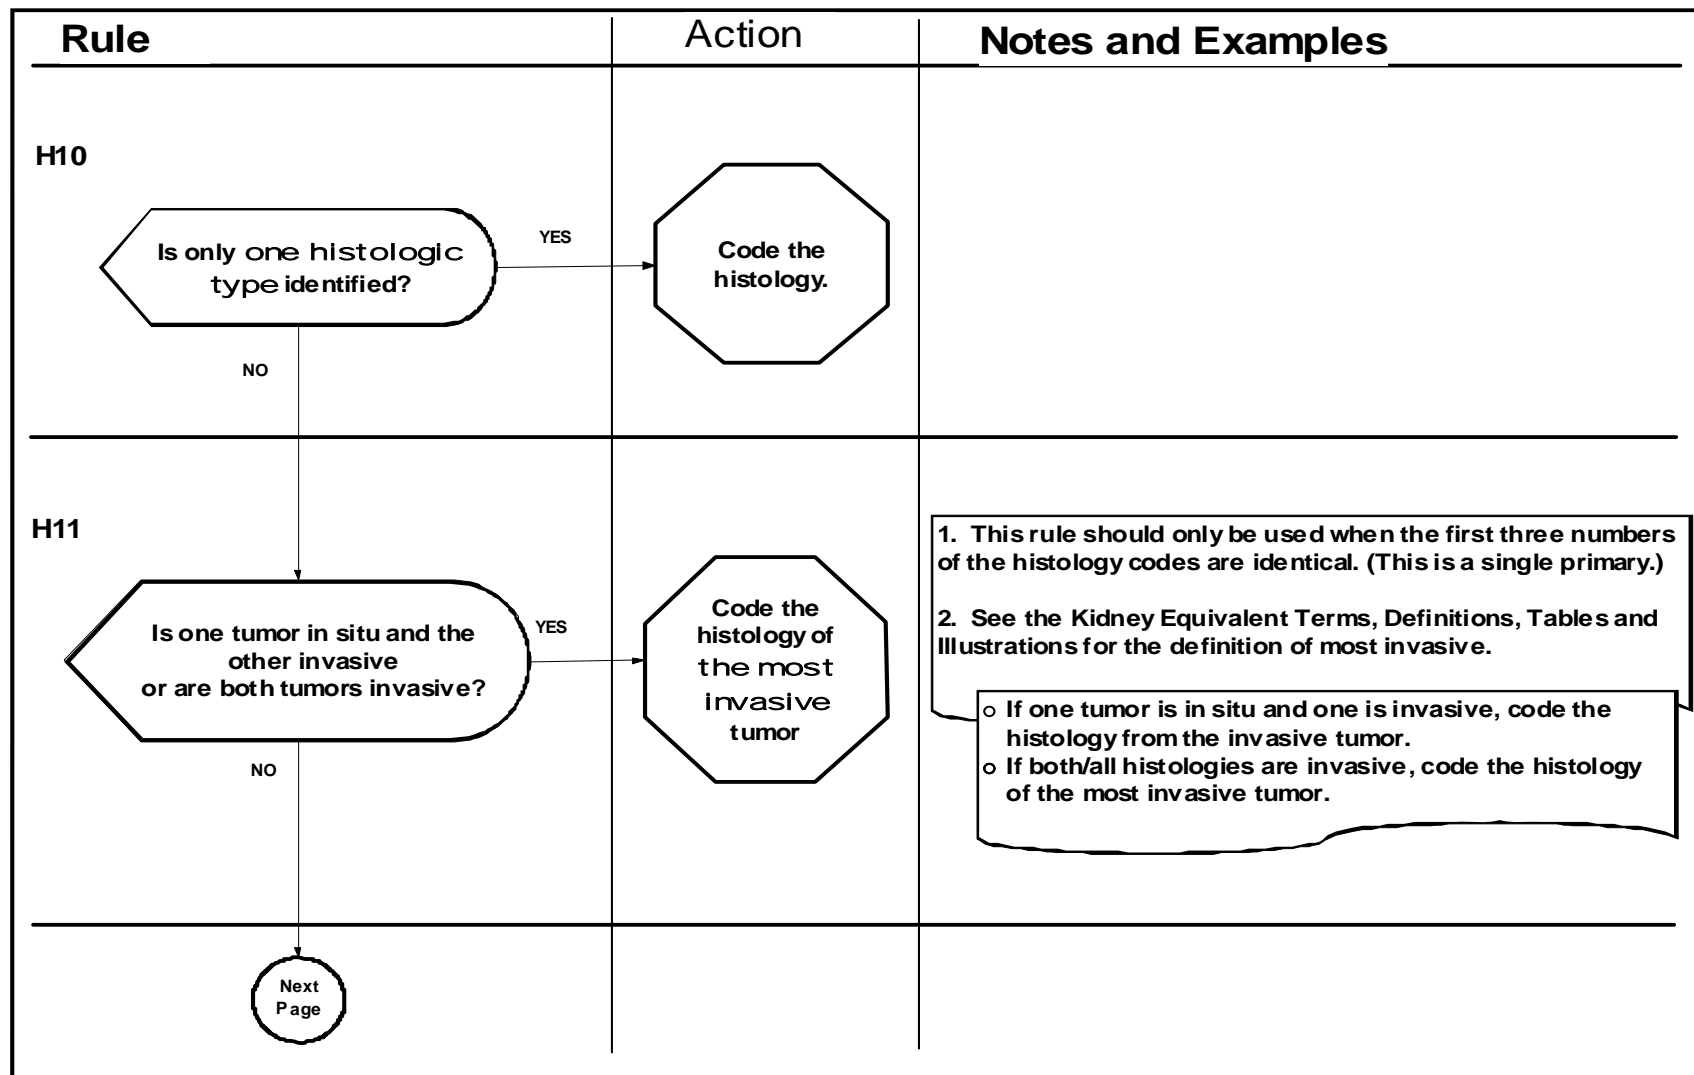 Rule
Action
Notes and Examples
H10
Is only one histologic
type identified?
YES
Code the
histology.
NO
H11
Is one tumor in situ and the
other invasive
or are both tumors invasive?
YES
Code the
histology of
the most
invasive
tumor
1. This rule should only be used when the first three numbers
of the histology codes are identical. (This is a single primary.)
2. See the Kidney Equivalent Terms, Definitions, Tables and
Illustrations for the definition of most invasive.
o If one tumor is in situ and one is invasive, code the
histology from the invasive tumor.
o If both/all histologies are invasive, code the histology
of the most invasive tumor.
NO
Next
Page